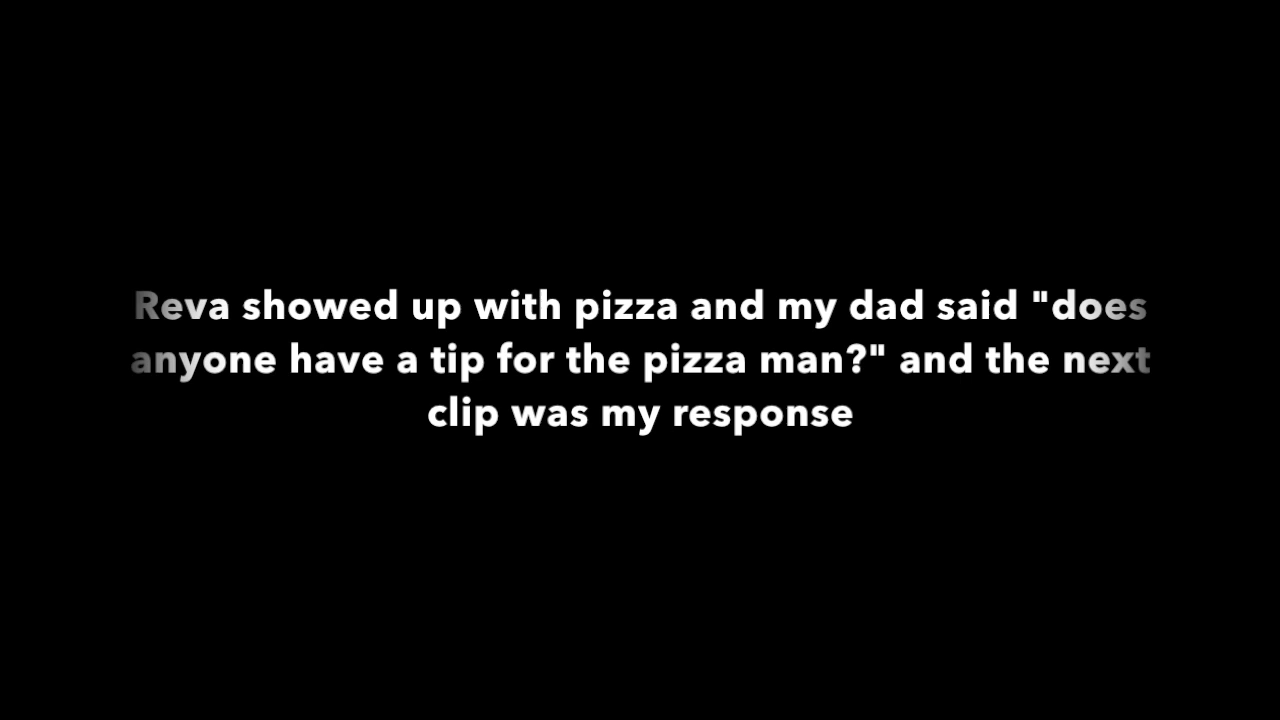 Reva showed up with pizza and my dad said "does
anyone have a tip for the pizza man?" and the next
clip was my response